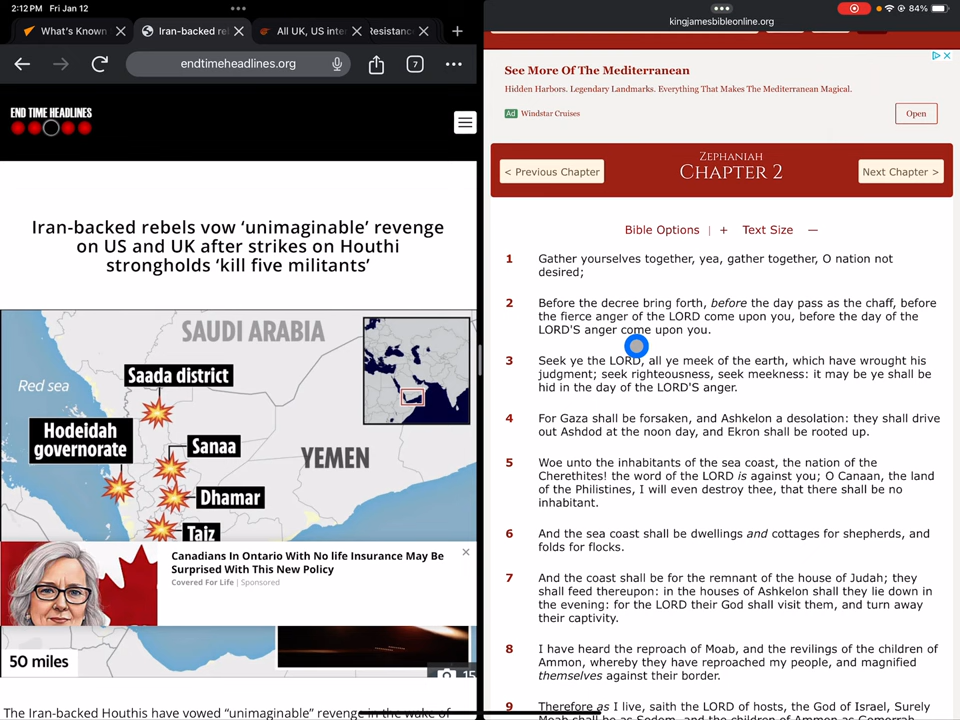 2:12 PM Fri Jan 12
What's Known
Iran-backed rel
All UK, US inter
Resistanc
endtimeheadlines.org
7
END TIME HEADLINES
Iran-backed rebels vow ‘unimaginable’ revenge
on US and UK after strikes on Houthi
strongholds ‘kill five militants’
SAUDI ARABIA
Red sea
Saada district
Hodeidah
governorate
Sanaa
YEMEN
Dhamar
Taiz
Canadians In Ontario With No life Insurance May Be
Surprised With This New Policy
Covered For Life | Sponsored
50 miles
15
The Iran-backed Houthis have vowed “unimaginable” revenge in the wake of
84%
kingjamesbibleonline.org
See More Of The Mediterranean
Hidden Harbors. Legendary Landmarks. Everything That Makes The Mediterranean Magical.
Ad Windstar Cruises
Open
< Previous Chapter
ZEPHANIAH
CHAPTER 2
Next Chapter >
Bible Options | + Text Size —
1 Gather yourselves together, yea, gather together, O nation not
desired;
2 Before the decree bring forth, before the day pass as the chaff, before
the fierce anger of the LORD come upon you, before the day of the
LORD'S anger come upon you.
3 Seek ye the LORD, all ye meek of the earth, which have wrought his
judgment; seek righteousness, seek meekness: it may be ye shall be
hid in the day of the LORD'S anger.
4 For Gaza shall be forsaken, and Ashkelon a desolation: they shall drive
out Ashdod at the noon day, and Ekron shall be rooted up.
5 Woe unto the inhabitants of the sea coast, the nation of the
Cherethites! the word of the LORD is against you; O Canaan, the land
of the Philistines, I will even destroy thee, that there shall be no
inhabitant.
6 And the sea coast shall be dwellings and cottages for shepherds, and
folds for flocks.
7 And the coast shall be for the remnant of the house of Judah; they
shall feed thereupon: in the houses of Ashkelon shall they lie down in
the evening: for the LORD their God shall visit them, and turn away
their captivity.
8 I have heard the reproach of Moab, and the revilings of the children of
Ammon, whereby they have reproached my people, and magnified
themselves against their border.
9 Therefore as I live, saith the LORD of hosts, the God of Israel, Surely
Moab shall be as Sodom, and the children of Ammon as Gomorrah,